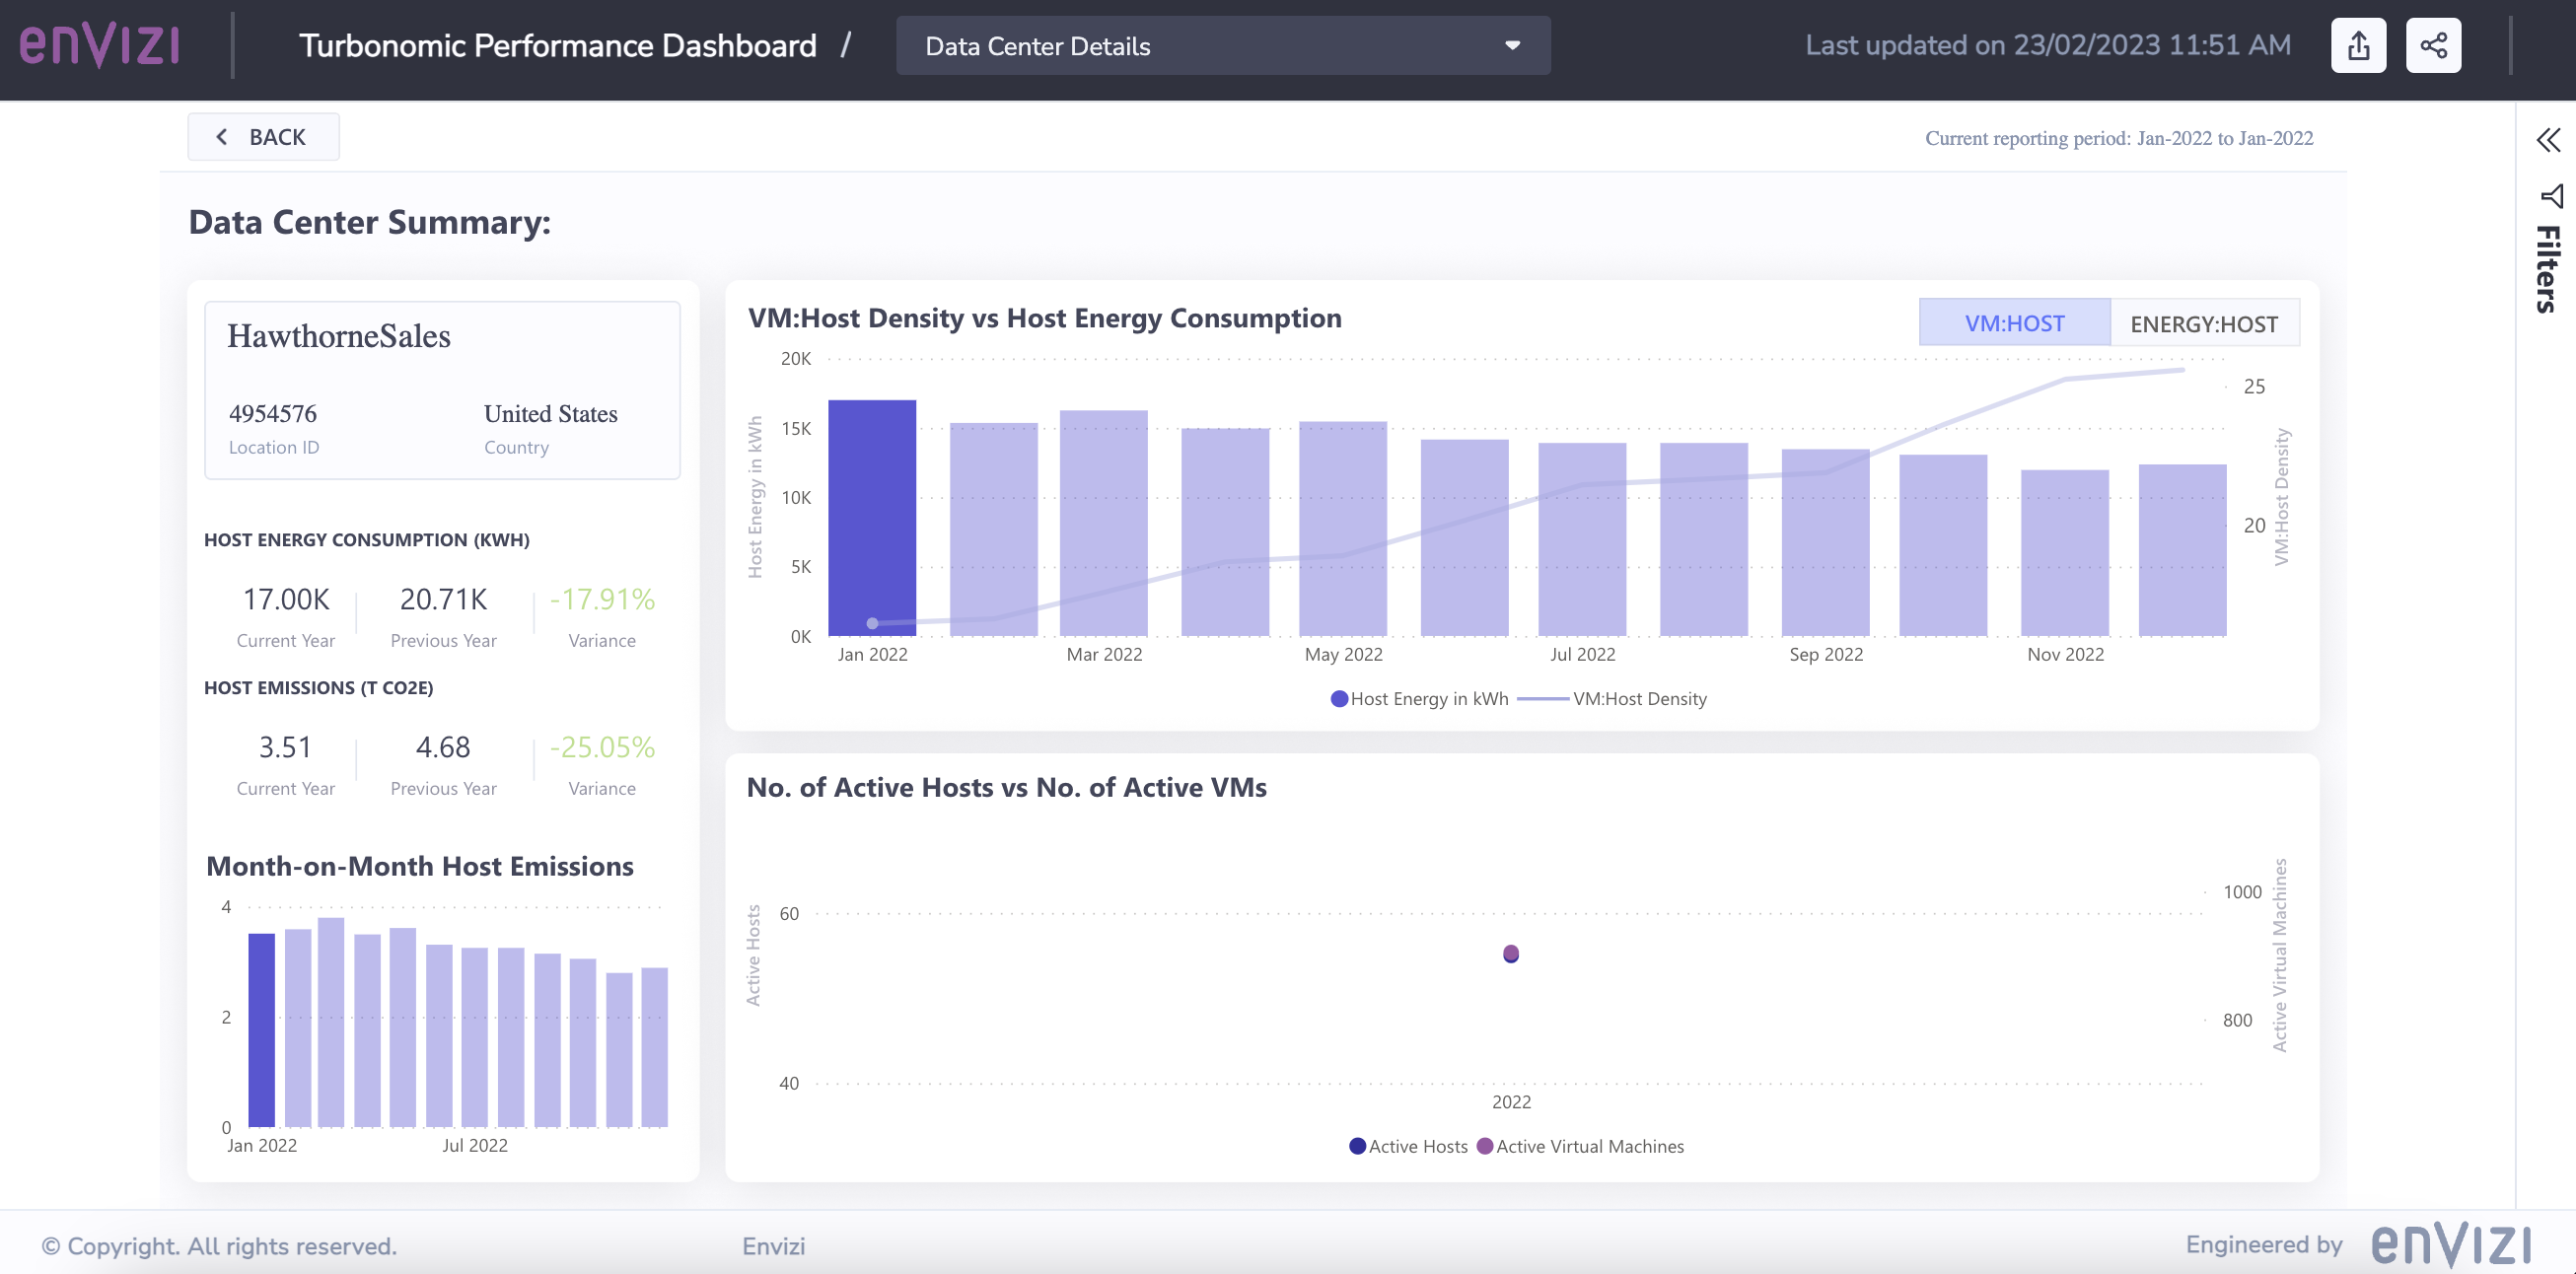 enVIZI
Turbonomic Performance Dashboard /
Data Center Details
Last updated on 23/02/2023 11:51 AM
BACK
Current reporting period: Jan-2022 to Jan-2022
Filters
Data Center Summary:
HawthorneSales
4954576 United States
Location ID Country
HOST ENERGY CONSUMPTION (KWH)
17.00K 20.71K -17.91%
Current Year Previous Year Variance
HOST EMISSIONS (T CO2E)
3.51 4.68 -25.05%
Current Year Previous Year Variance
Month-on-Month Host Emissions
4
2
0
Jan 2022 Jul 2022
VM:Host Density vs Host Energy Consumption
VM:HOST ENERGY:HOST
Host Energy in kWh
20K
15K
10K
5K
0K
25
20
VM:Host Density
Jan 2022 Mar 2022 May 2022 Jul 2022 Sep 2022 Nov 2022
Host Energy in kWh VM:Host Density
No. of Active Hosts vs No. of Active VMs
Active Hosts
60
40
1000
800
Active Virtual Machines
2022
Active Hosts Active Virtual Machines
© Copyright. All rights reserved.
Envizi
Engineered by enVIZI